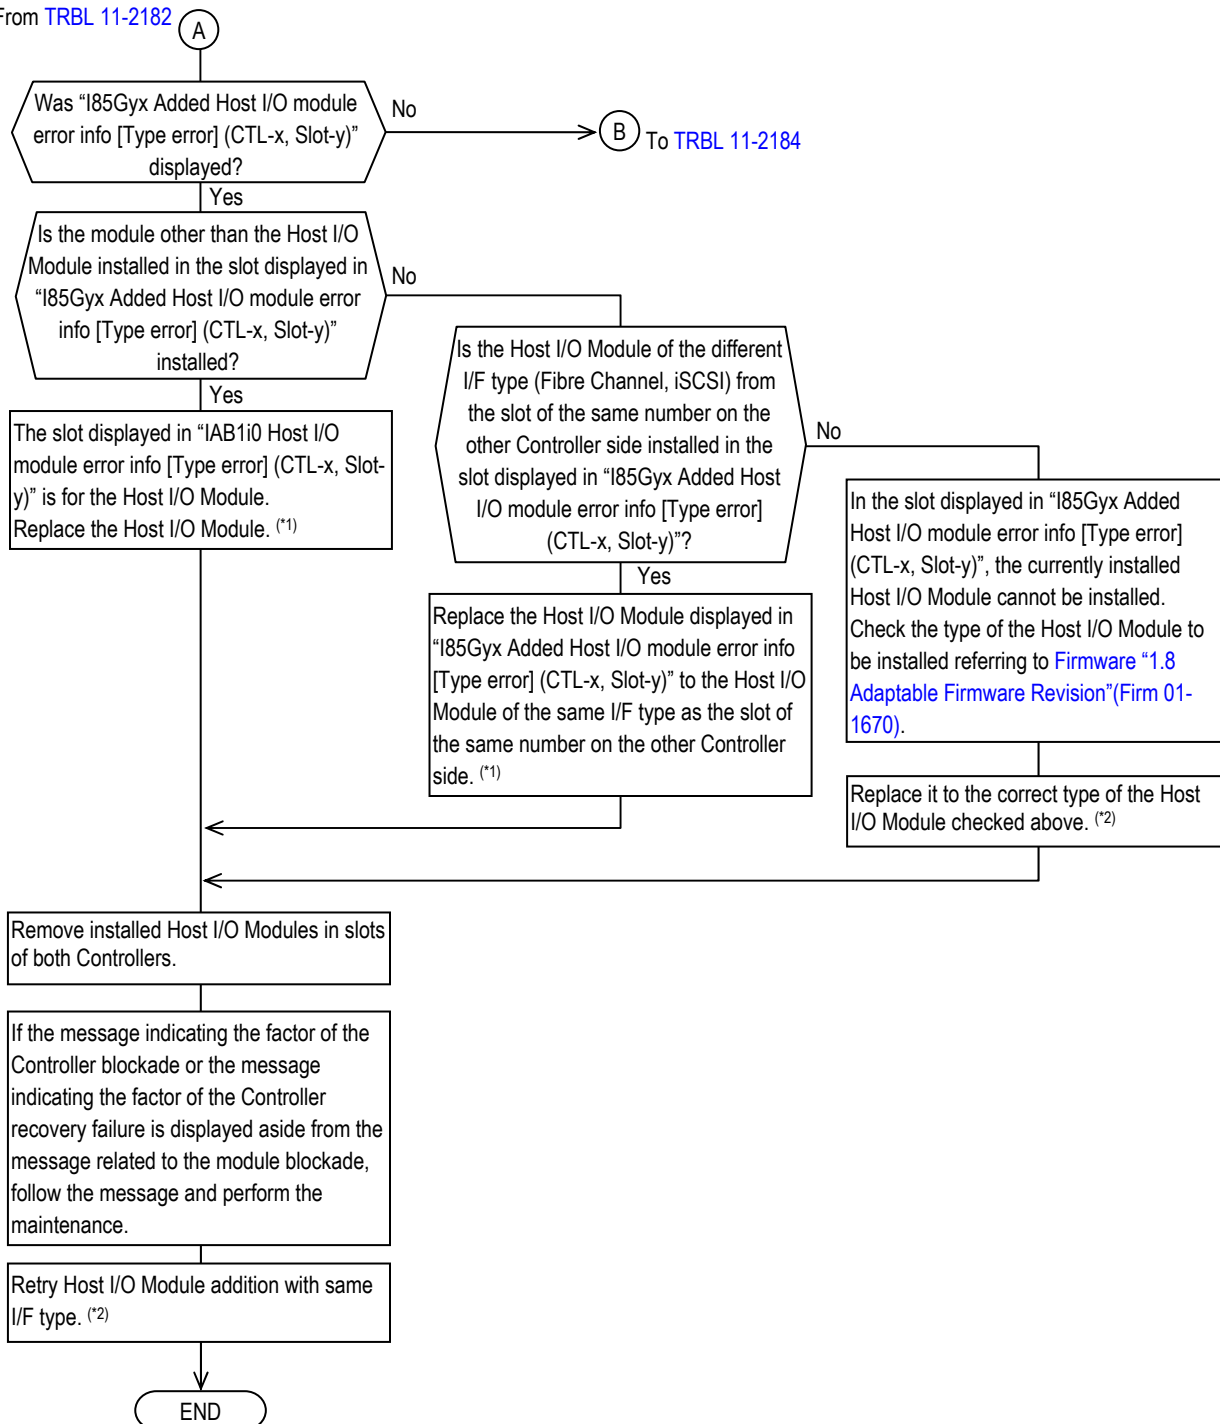 From TRBL 11-2182
A
Was “I85Gyx Added Host I/O module
error info [Type error] (CTL-x, Slot-y)”
displayed?
No
B
To TRBL 11-2184
Yes
Is the module other than the Host I/O
Module installed in the slot displayed in
“I85Gyx Added Host I/O module error
info [Type error] (CTL-x, Slot-y)”
installed?
No
Yes
Is the Host I/O Module of the different
I/F type (Fibre Channel, iSCSI) from
the slot of the same number on the
other Controller side installed in the
slot displayed in “I85Gyx Added Host
I/O module error info [Type error]
(CTL-x, Slot-y)”?
No
Yes
The slot displayed in “IAB1i0 Host I/O
module error info [Type error] (CTL-x, Slot-
y)” is for the Host I/O Module.
Replace the Host I/O Module. (*1)
Replace the Host I/O Module displayed in
“I85Gyx Added Host I/O module error info
[Type error] (CTL-x, Slot-y)” to the Host I/O
Module of the same I/F type as the slot of
the same number on the other Controller
side. (*1)
In the slot displayed in “I85Gyx Added
Host I/O module error info [Type error]
(CTL-x, Slot-y)”, the currently installed
Host I/O Module cannot be installed.
Check the type of the Host I/O Module to
be installed referring to Firmware “1.8
Adaptable Firmware Revision”(Firm 01-
1670).
Replace it to the correct type of the Host
I/O Module checked above. (*2)
Remove installed Host I/O Modules in slots
of both Controllers.
If the message indicating the factor of the
Controller blockade or the message
indicating the factor of the Controller
recovery failure is displayed aside from the
message related to the module blockade,
follow the message and perform the
maintenance.
Retry Host I/O Module addition with same
I/F type. (*2)
END